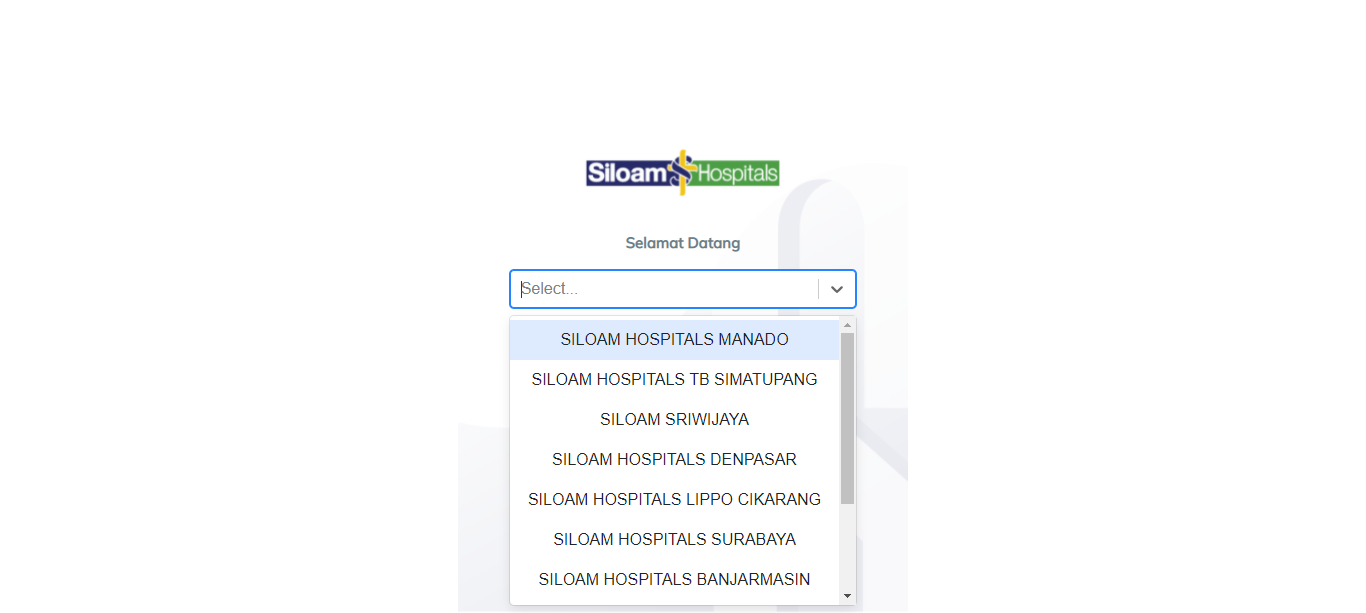 Siloam Hospitals
Selamat Datang
Select...
SILOAM HOSPITALS MANADO
SILOAM HOSPITALS TB SIMATUPANG
SILOAM SRIWIJAYA
SILOAM HOSPITALS DENPASAR
SILOAM HOSPITALS LIPPO CIKARANG
SILOAM HOSPITALS SURABAYA
SILOAM HOSPITALS BANJARMASIN